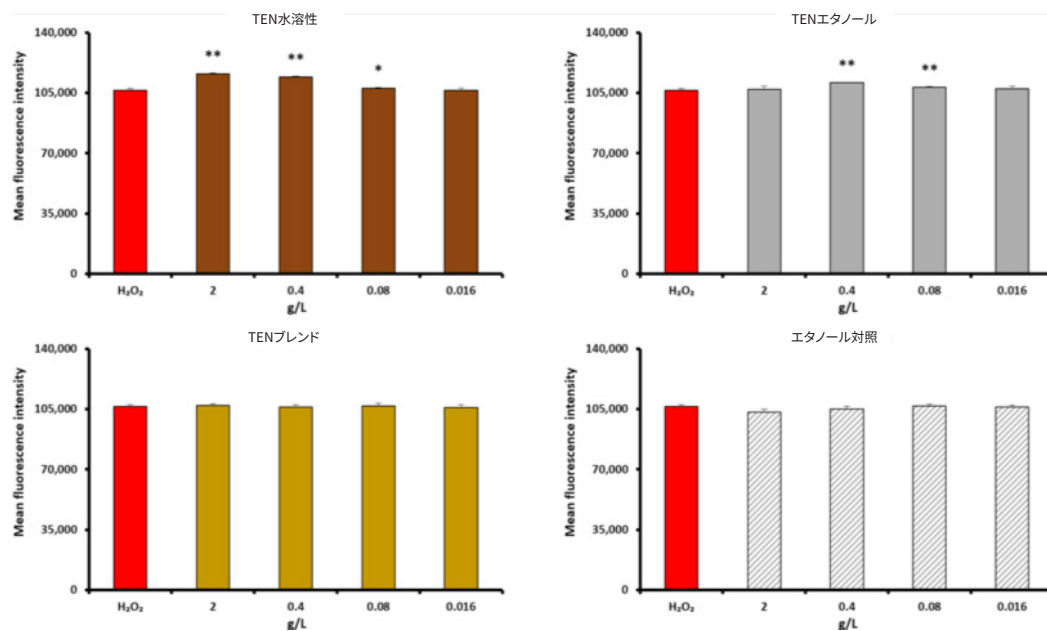 TEN水溶性
Mean fluorescence intensity
140,000
105,000
70,000
35,000
0
**
**
*
H₂O₂
2
0.4
0.08
0.016
g/L
TENエタノール
Mean fluorescence intensity
140,000
105,000
70,000
35,000
0
**
**
H₂O₂
2
0.4
0.08
0.016
g/L
TENブレンド
Mean fluorescence intensity
140,000
105,000
70,000
35,000
0
H₂O₂
2
0.4
0.08
0.016
g/L
エタノール対照
Mean fluorescence intensity
140,000
105,000
70,000
35,000
0
H₂O₂
2
0.4
0.08
0.016
g/L